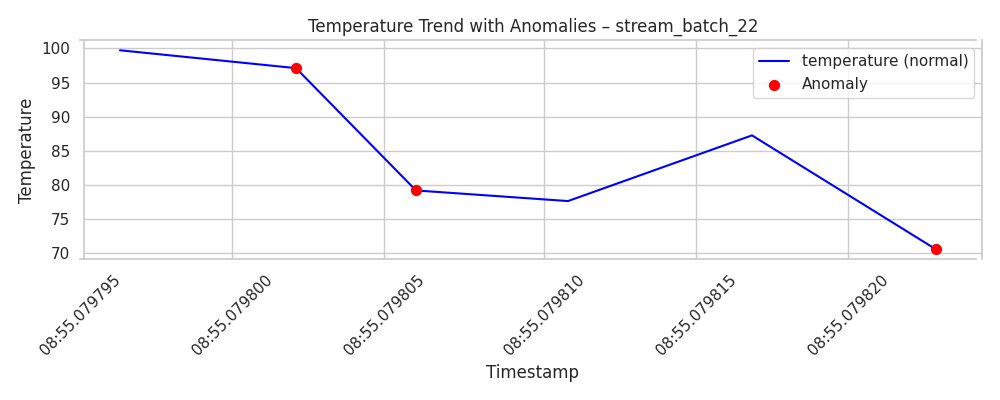 Temperature Trend with Anomalies – stream_batch_22
temperature (normal)
Anomaly
Temperature
100
95
90
85
80
75
70
08:55.079795
08:55.079800
08:55.079805
08:55.079810
08:55.079815
08:55.079820
Timestamp